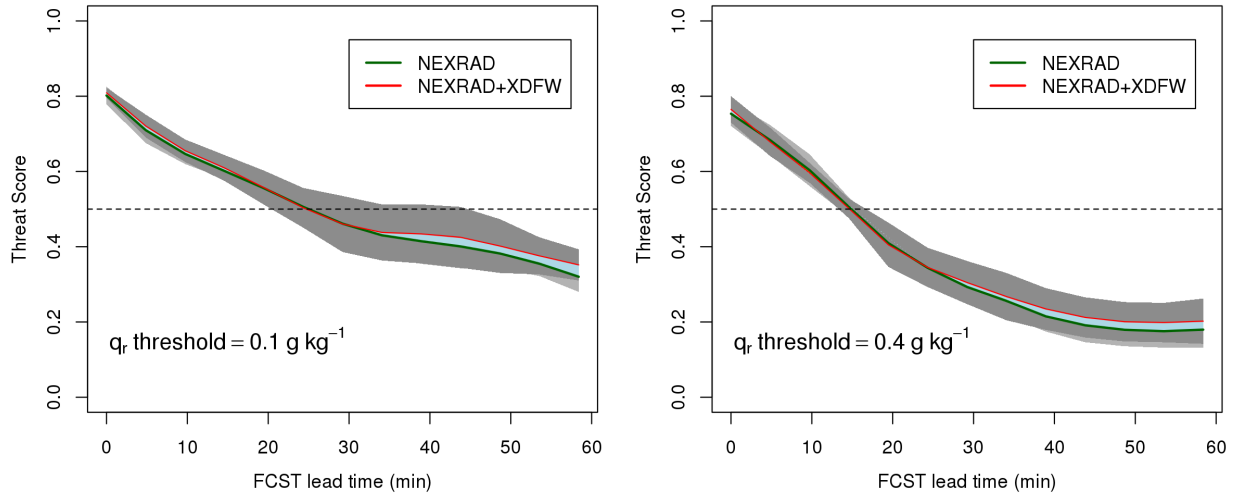 1.0
0.8
0.6
0.4
0.2
0.0
Threat Score
NEXRAD
NEXRAD+XDFW
qr threshold = 0.1 g kg−1
0 10 20 30 40 50 60
FCST lead time (min)
1.0
0.8
0.6
0.4
0.2
0.0
Threat Score
NEXRAD
NEXRAD+XDFW
qr threshold = 0.4 g kg−1
0 10 20 30 40 50 60
FCST lead time (min)